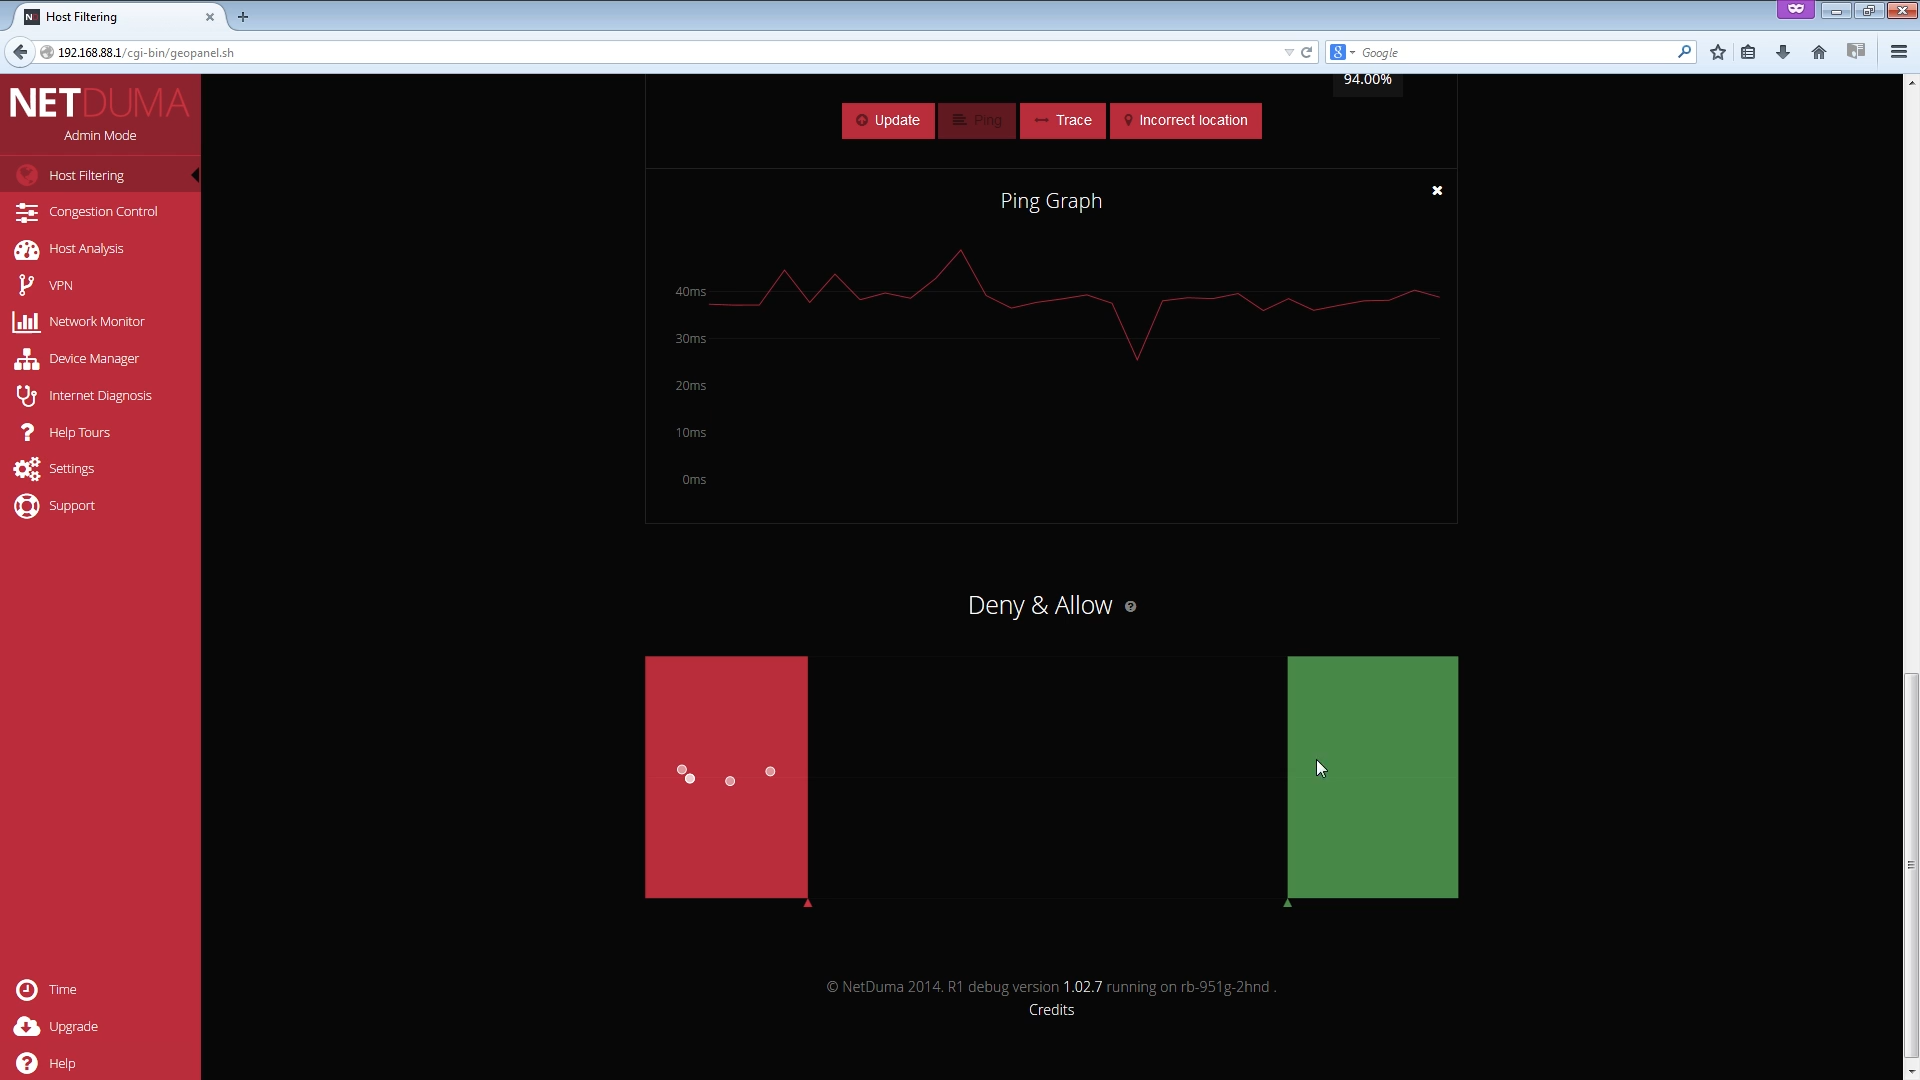 Host Filtering
192.168.88.1/cgi-bin/geopanel.sh
Google
NETDUMA
Admin Mode
Host Filtering
Congestion Control
Host Analysis
VPN
Network Monitor
Device Manager
Internet Diagnosis
Help Tours
Settings
Support
Time
Upgrade
Help
94.00%
Update
Ping
Trace
Incorrect location
Ping Graph
40ms
30ms
20ms
10ms
0ms
Deny & Allow
© NetDuma 2014. R1 debug version 1.02.7 running on rb-951g-2hnd .
Credits